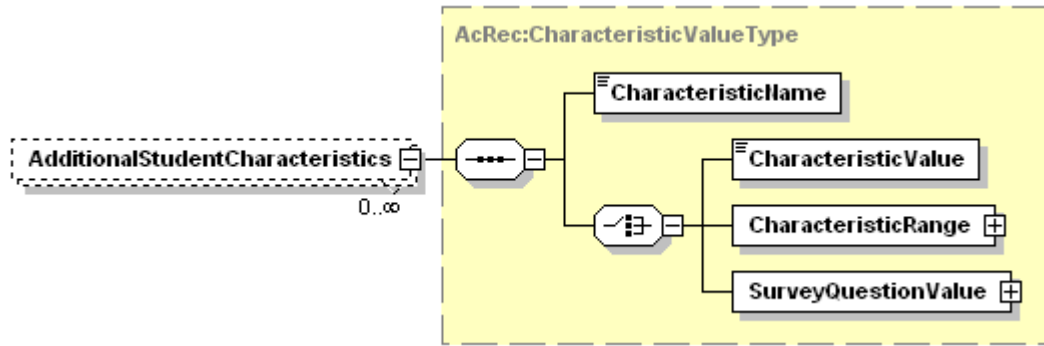 AcRec:CharacteristicValueType
CharacteristicName
AdditionalStudentCharacteristics
0..∞
CharacteristicValue
CharacteristicRange
SurveyQuestionValue